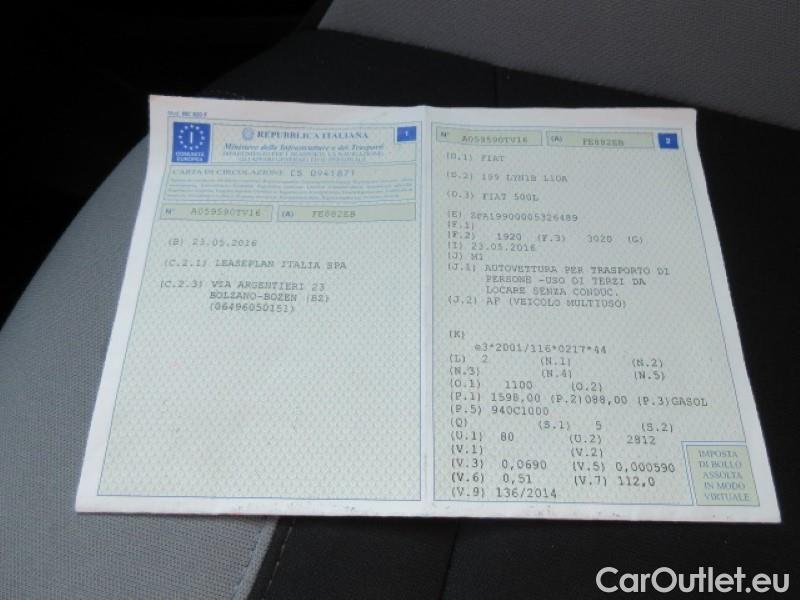 Mod. MC 820 F
REPUBBLICA ITALIANA
1
Ministero delle Infrastrutture e dei Trasporti
COMUNITÀ
EUROPEA
CARTA DI CIRCOLAZIONE CS 0941871
N° A059590TV16 (A) FE882EB
(B) 23.05.2016
(C.2.1) LEASEPLAN ITALIA SPA
(C.2.3) VIA ARGENTIERI 23
BOLZANO-BOZEN (BZ)
(06496050151)
N° A059590TV16 (A) FE882EB 2
(D.1) FIAT
(D.2) 199 LYN1B L10A
(D.3) FIAT 500L
(E) ZFA19900005326489
(F.1)
(F.2) 1920 (F.3) 3020 (G)
(I) 23.05.2016
(J) M1
(J.1) AUTOVETTURA PER TRASPORTO DI
PERSONE -USO DI TERZI DA
LOCARE SENZA CONDUC.
(J.2) AF (VEICOLO MULTIUSO)
(K)
e3*2001/116*0217*44
(L) 2 (N.1) (N.2)
(N.3) (N.4) (N.5)
(O.1) 1100 (O.2)
(P.1) 1598,00 (P.2)088,00 (P.3)GASOL
(P.5) 940C1000
(Q) (S.1) 5 (S.2)
(U.1) 80 (U.2) 2812
(V.1) (V.2)
(V.3) 0,0690 (V.5) 0,000590
(V.6) 0,51 (V.7) 112,0
(V.9) 136/2014
IMPOSTA
DI BOLLO
ASSOLTA
IN MODO
VIRTUALE
CarOutlet.eu